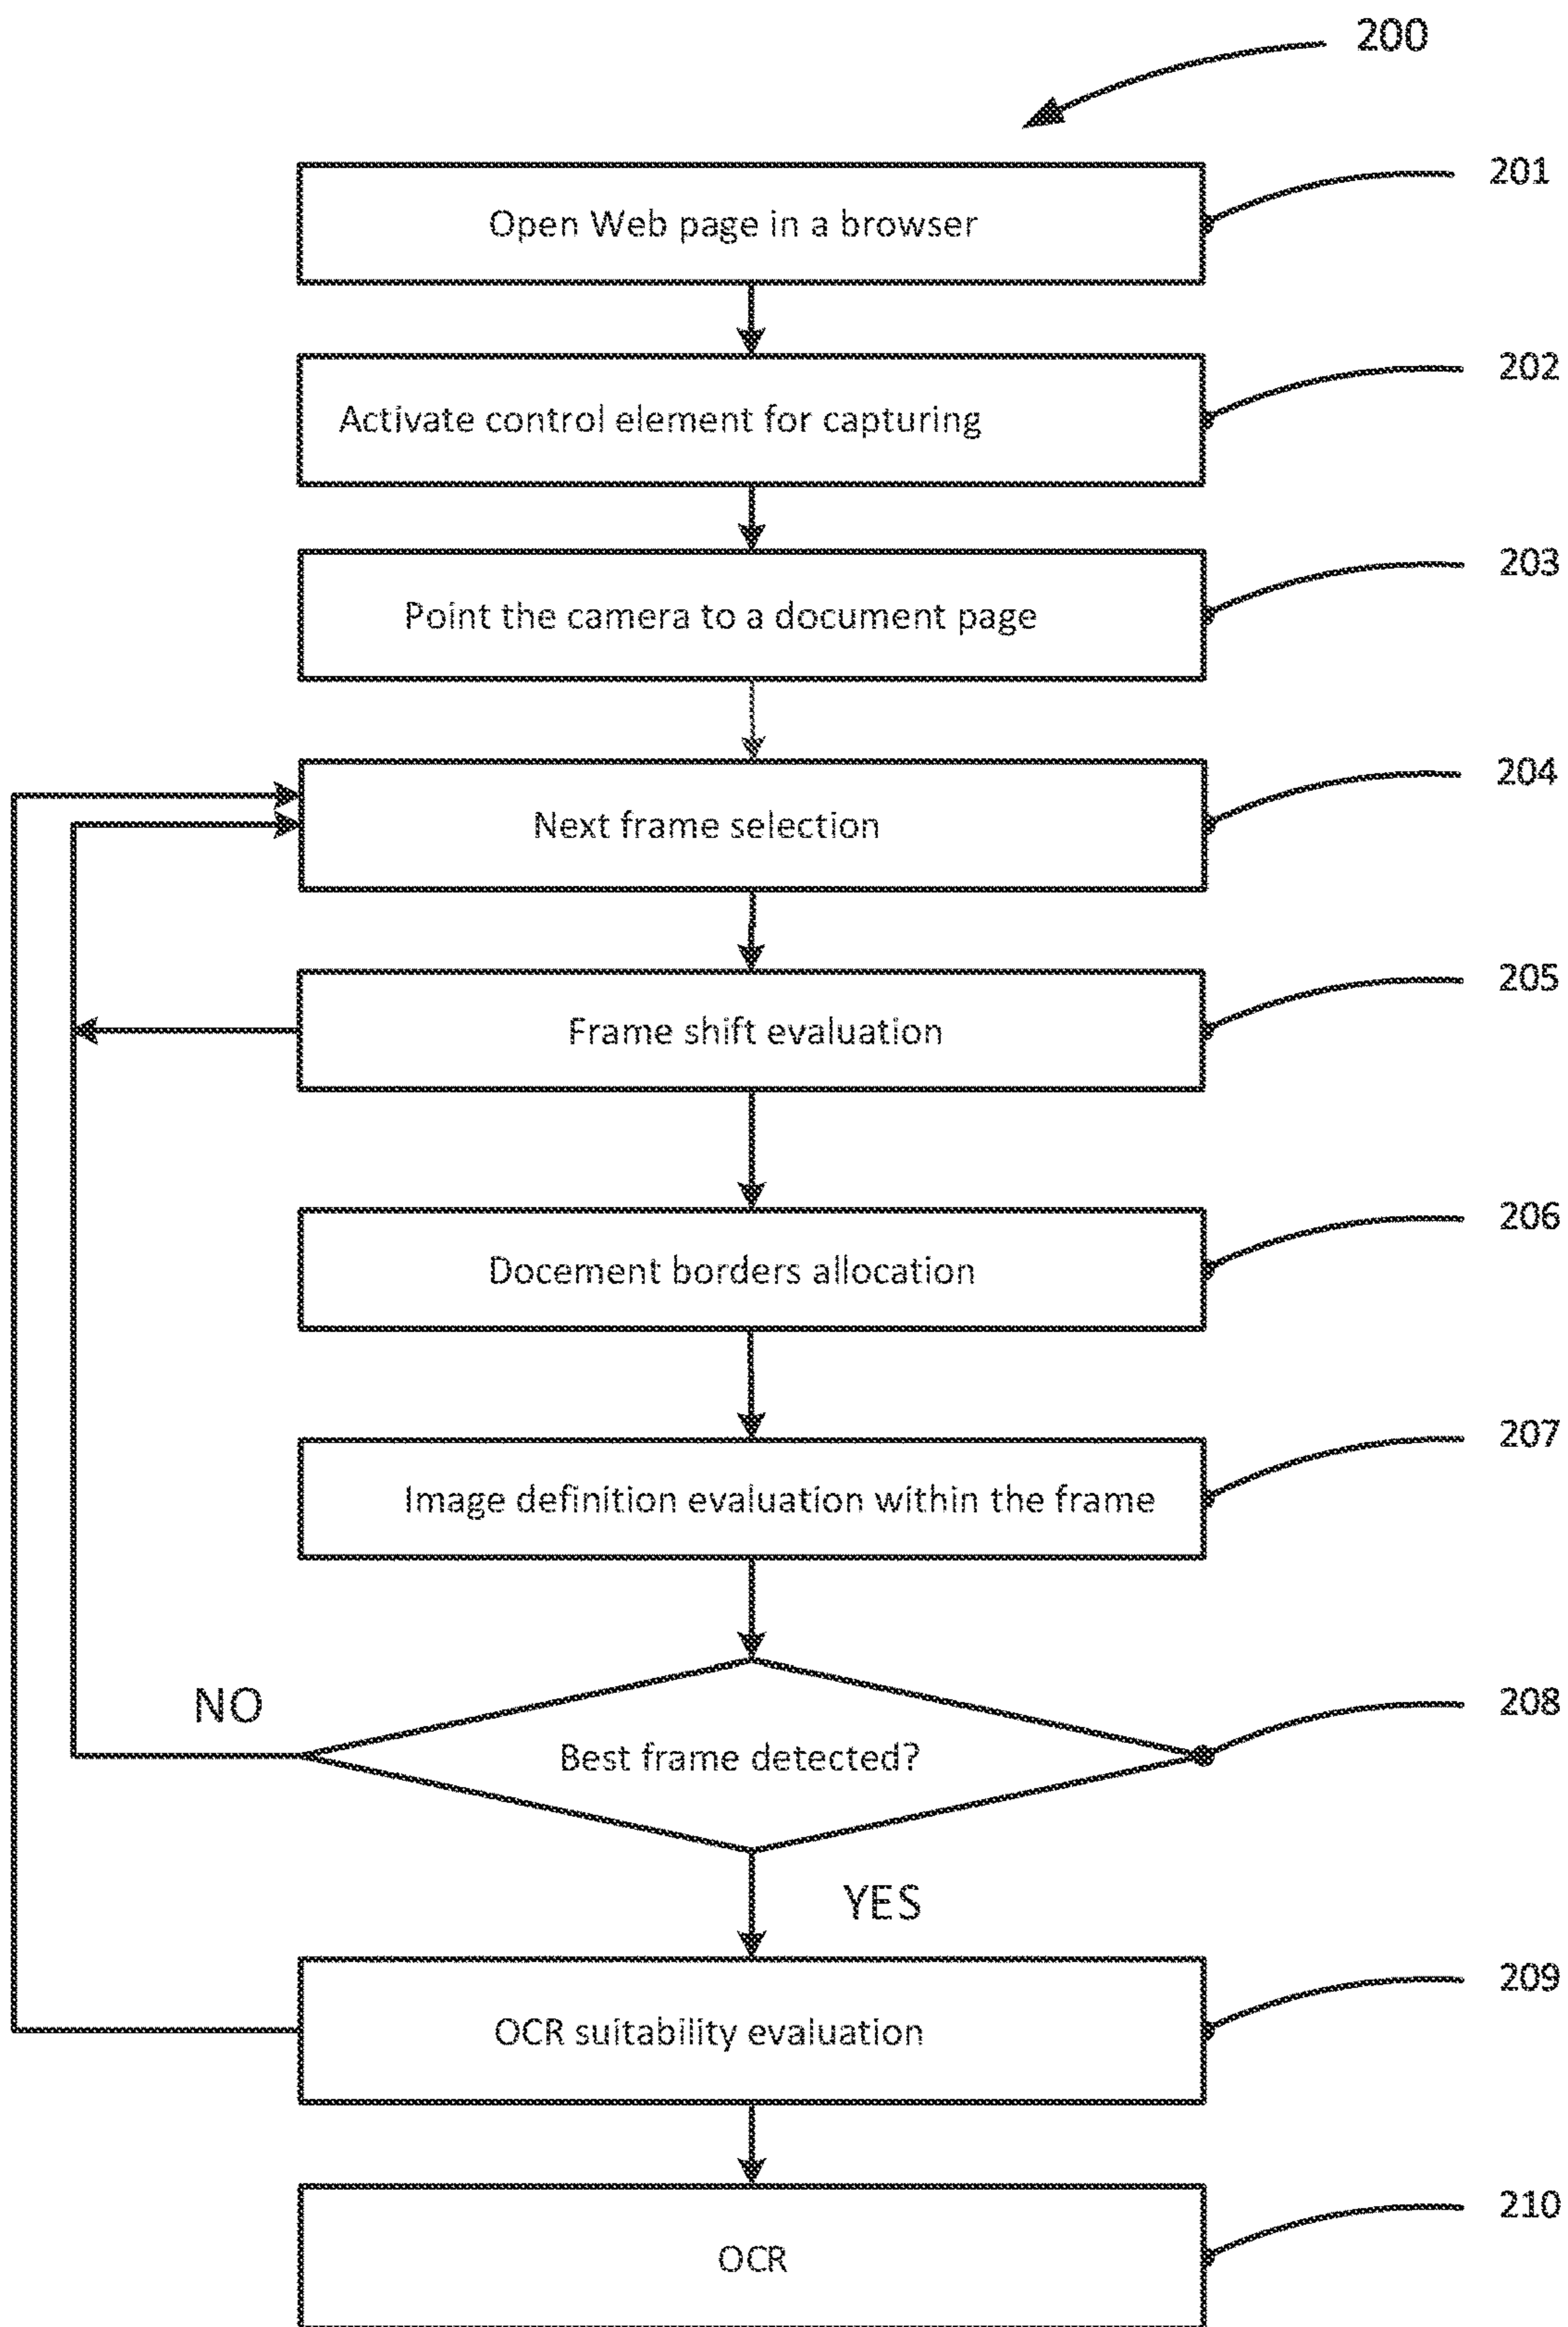 200
201
Open Web page in a browser
202
Activate control element for capturing
203
Point the camera to a document page
204
Next frame selection
205
Frame shift evaluation
206
Docement borders allocation
207
Image definition evaluation within the frame
NO
208
Best frame detected?
YES
209
OCR suitability evaluation
210
OCR